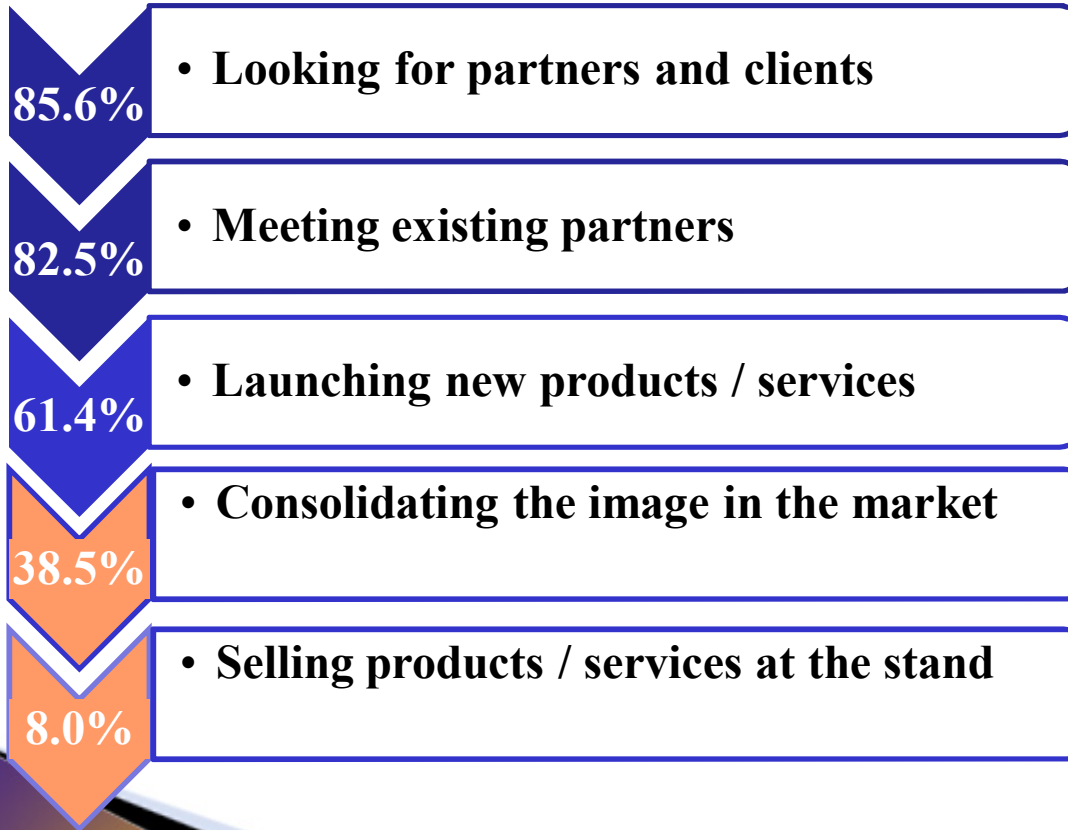 • Looking for partners and clients
85.6%
• Meeting existing partners
82.5%
• Launching new products / services
61.4%
• Consolidating the image in the market
38.5%
• Selling products / services at the stand
8.0%